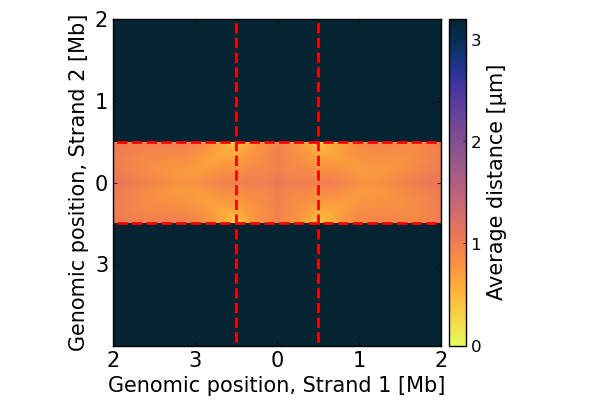 2
1
0
3
Genomic position, Strand 2 [Mb]
2 3 0 1 2
Genomic position, Strand 1 [Mb]
3
2
1
0
Average distance [μm]